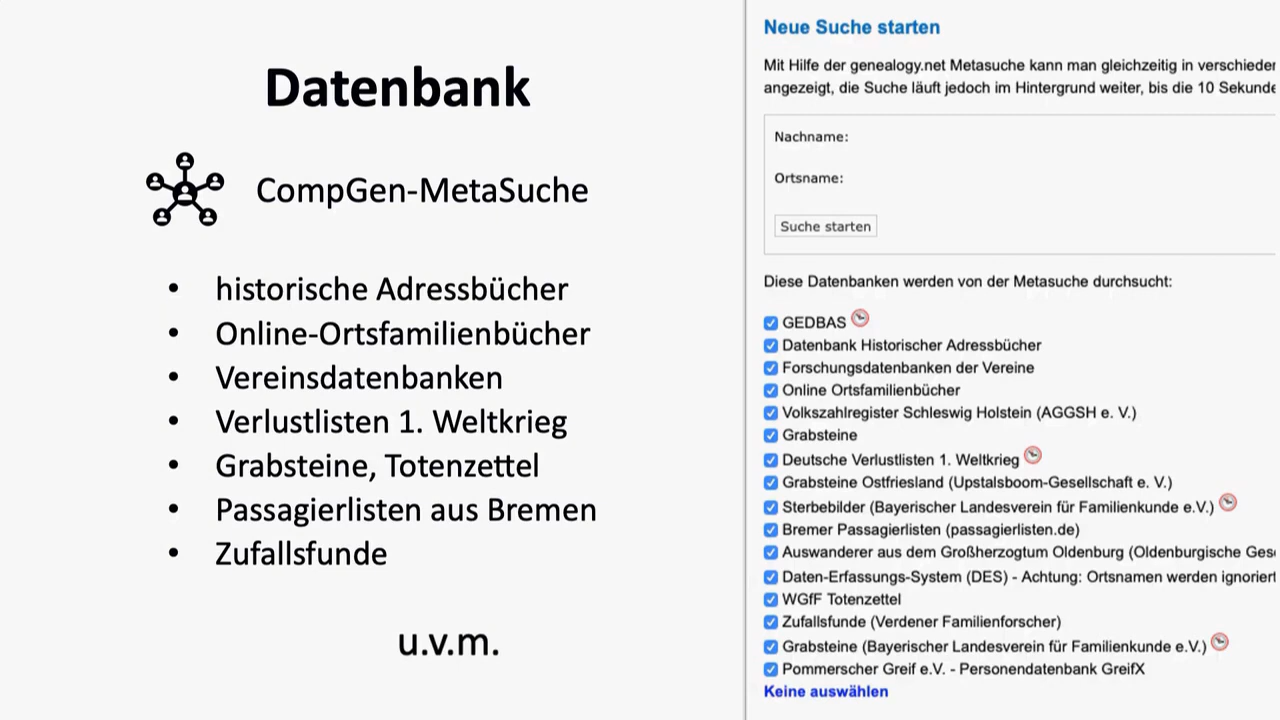 Datenbank
CompGen-MetaSuche
• historische Adressbücher
• Online-Ortsfamilienbücher
• Vereinsdatenbanken
• Verlustlisten 1. Weltkrieg
• Grabsteine, Totenzettel
• Passagierlisten aus Bremen
• Zufallsfunde
u.v.m.
Neue Suche starten
Mit Hilfe der genealogy.net Metasuche kann man gleichzeitig in verschieden
angezeigt, die Suche läuft jedoch im Hintergrund weiter, bis die 10 Sekunde
Nachname:
Ortsname:
Suche starten
Diese Datenbanken werden von der Metasuche durchsucht:
GEDBAS
Datenbank Historischer Adressbücher
Forschungsdatenbanken der Vereine
Online Ortsfamilienbücher
Volkszahlregister Schleswig Holstein (AGGSH e. V.)
Grabsteine
Deutsche Verlustlisten 1. Weltkrieg
Grabsteine Ostfriesland (Upstalsboom-Gesellschaft e. V.)
Sterbebilder (Bayerischer Landesverein für Familienkunde e.V.)
Bremer Passagierlisten (passagierlisten.de)
Auswanderer aus dem Großherzogtum Oldenburg (Oldenburgische Ges
Daten-Erfassungs-System (DES) - Achtung: Ortsnamen werden ignoriert
WGfF Totenzettel
Zufallsfunde (Verdener Familienforscher)
Grabsteine (Bayerischer Landesverein für Familienkunde e.V.)
Pommerscher Greif e.V. - Personendatenbank GreifX
Keine auswählen